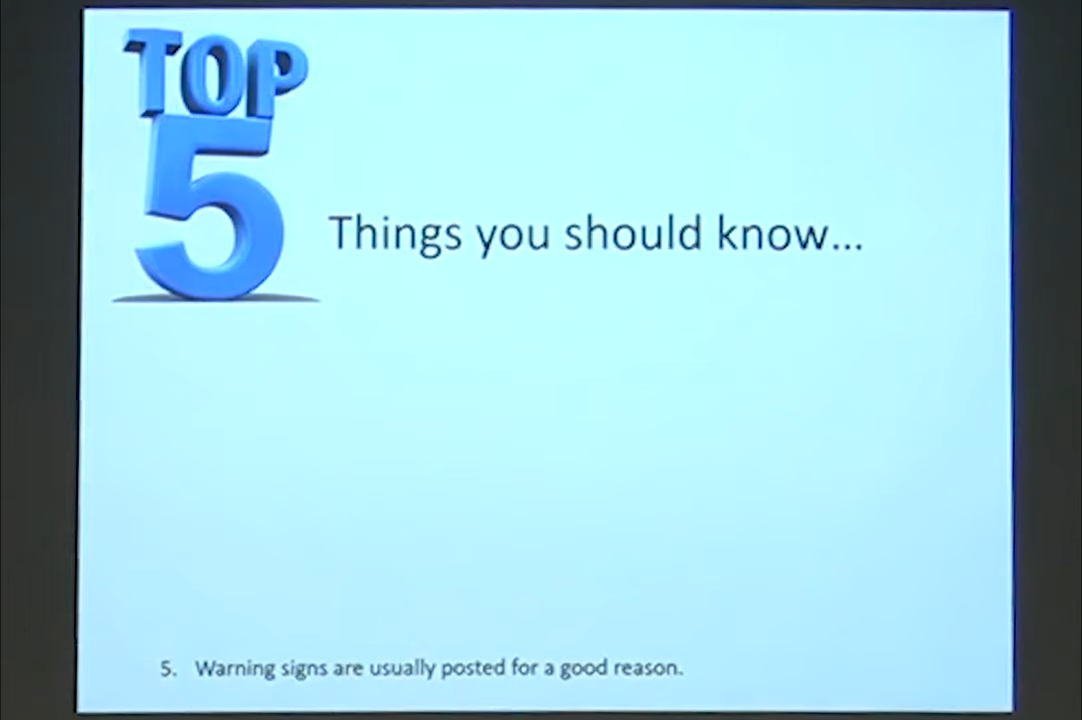 TOP
5
Things you should know...
5. Warning signs are usually posted for a good reason.